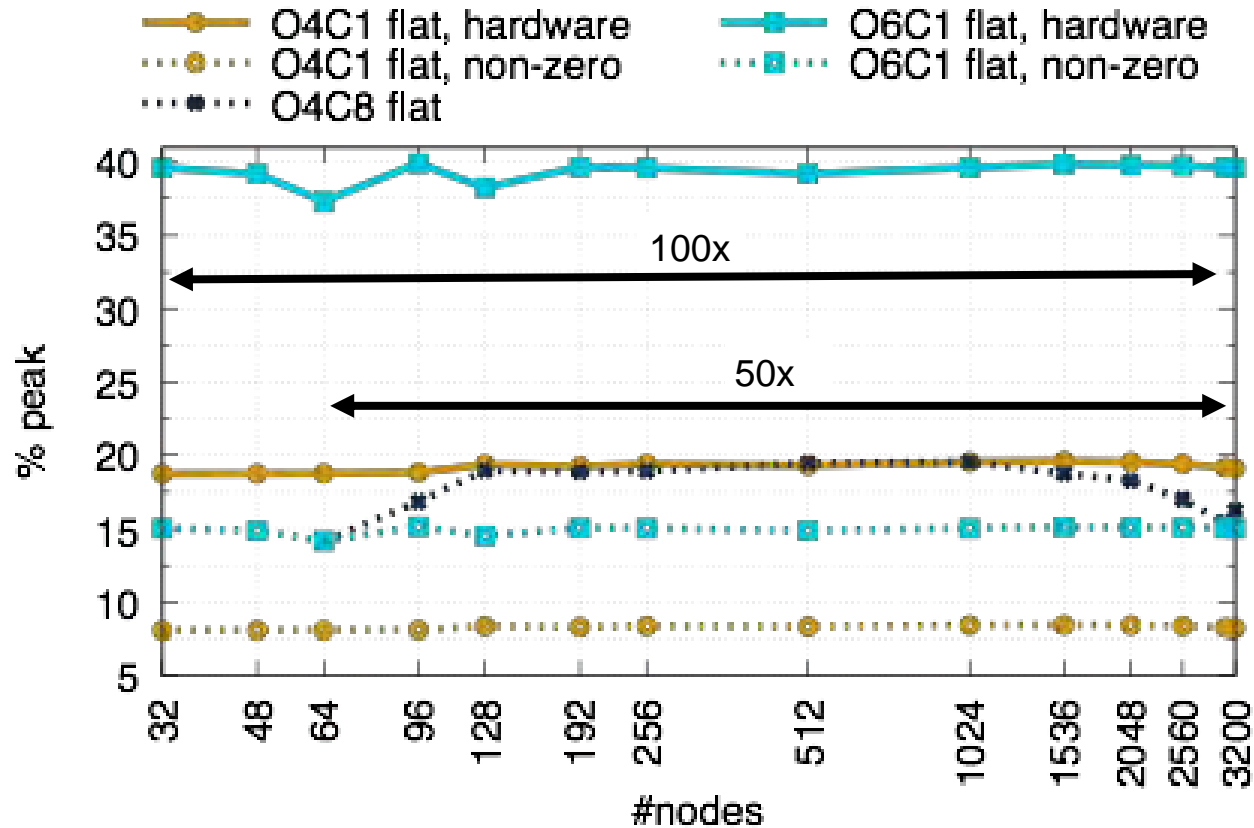 O4C1 flat, hardware
O6C1 flat, hardware
O4C1 flat, non-zero
O6C1 flat, non-zero
O4C8 flat
40
35
100x
30
50x
25
20
15
10
5
% peak
32
48
64
96
128
192
256
512
1024
1536
2048
2560
3200
#nodes